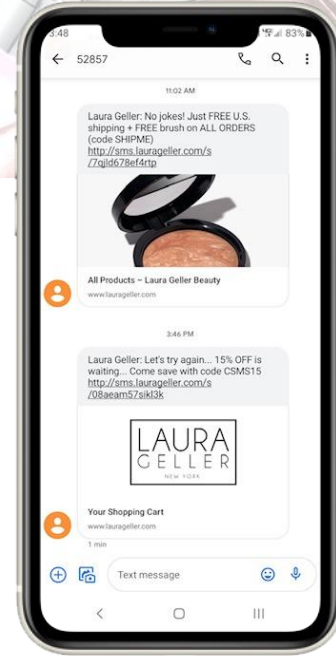 3:48
83%
52857
11:02 AM
Laura Geller: No jokes! Just FREE U.S.
shipping + FREE brush on ALL ORDERS
(code SHIPME)
http://sms.laurageller.com/s
/7qjld678ef4rtp
All Products – Laura Geller Beauty
www.laurageller.com
3:46 PM
Laura Geller: Let's try again... 15% OFF is
waiting... Come save with code CSMS15
http://sms.laurageller.com/s
/08aeam57sikl3k
LAURA
GELLER
NEW YORK
Your Shopping Cart
www.laurageller.com
1 min
Text message